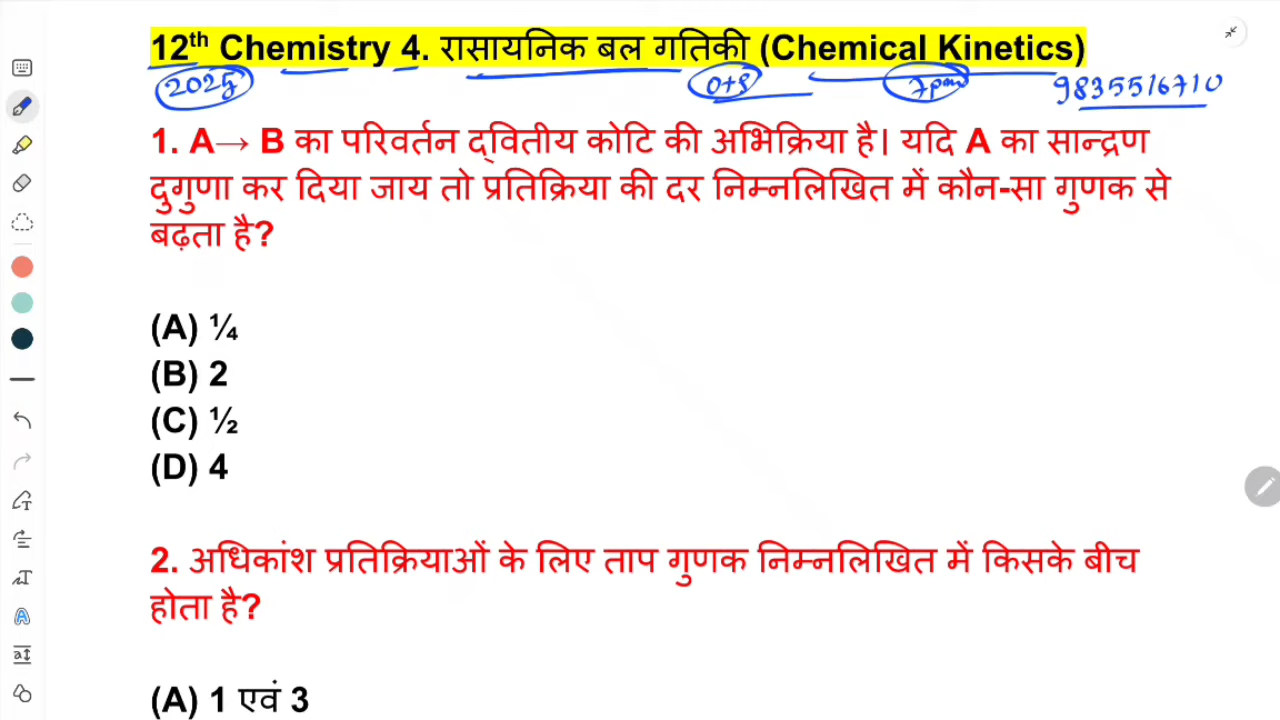 12th Chemistry 4. रासायनिक बल गतिकी (Chemical Kinetics)
2025 0+S 7pm 9835516710
1. A→ B का परिवर्तन द्वितीय कोटि की अभिक्रिया है। यदि A का सान्द्रण
दुगुणा कर दिया जाय तो प्रतिक्रिया की दर निम्नलिखित में कौन-सा गुणक से
बढ़ता है?
(A) ¼
(B) 2
(C) ½
(D) 4
2. अधिकांश प्रतिक्रियाओं के लिए ताप गुणक निम्नलिखित में किसके बीच
होता है?
(A) 1 एवं 3